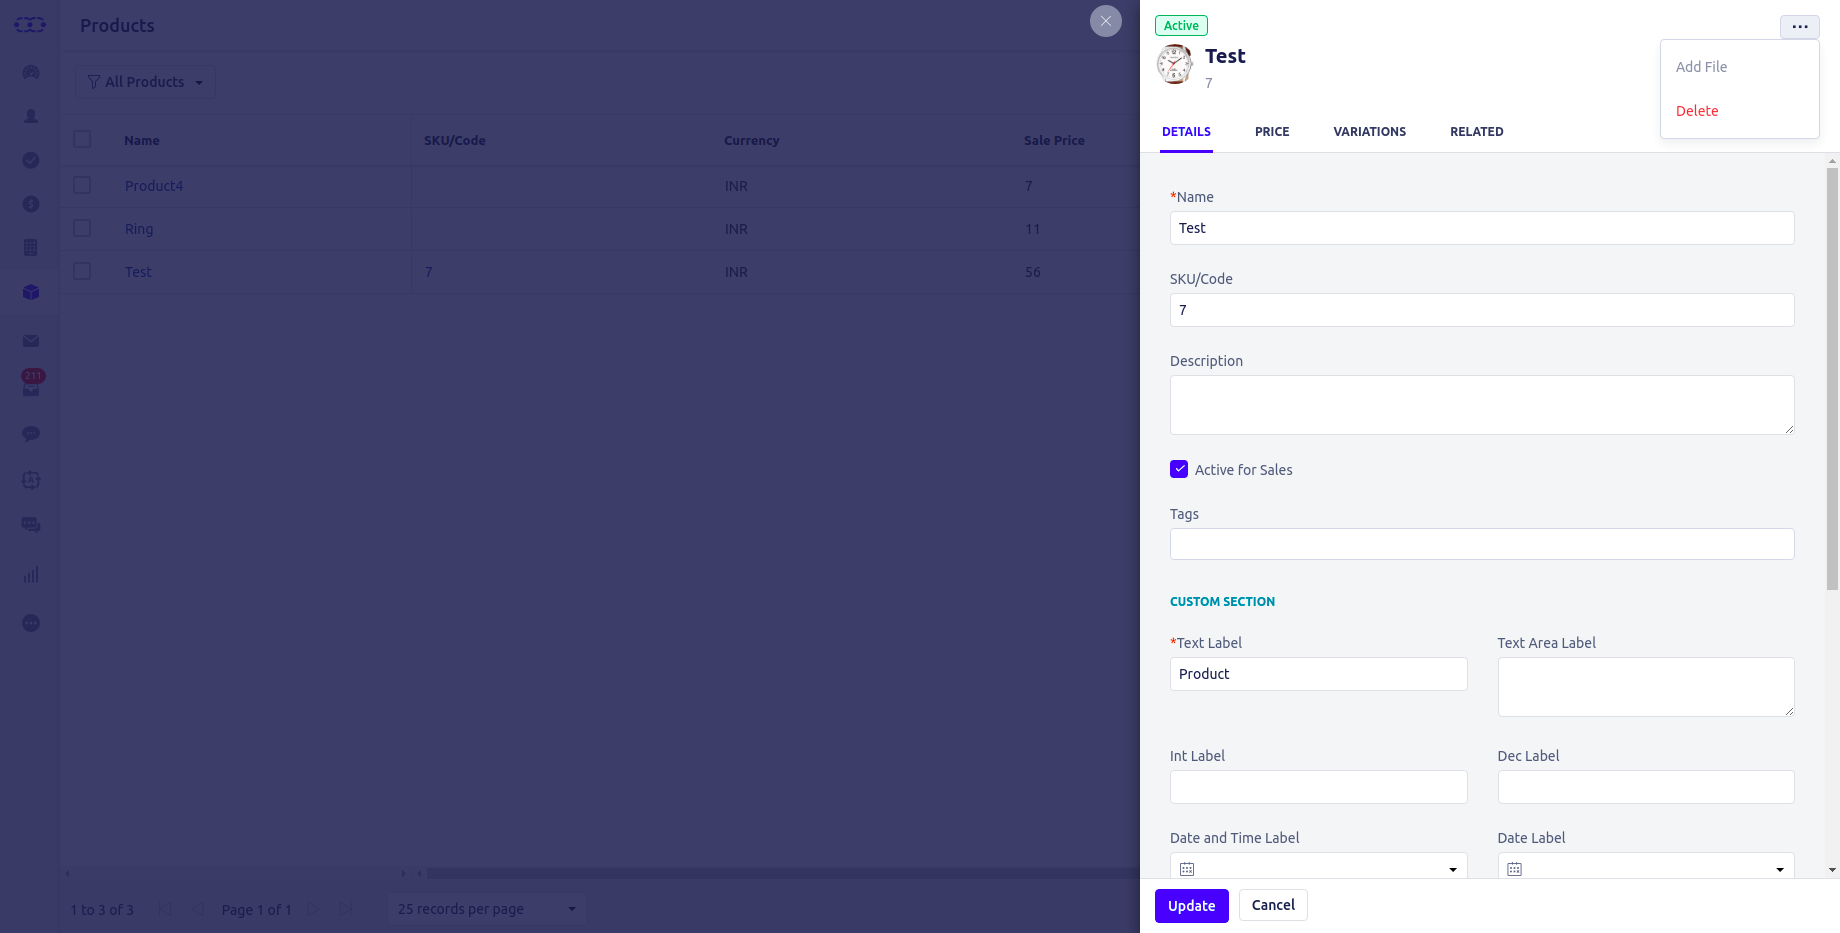 Products
All Products
Name SKU/Code Currency Sale Price
Product4 INR 7
Ring INR 11
Test 7 INR 56
211
1 to 3 of 3 Page 1 of 1 25 records per page
Active
Test
7
Add File
Delete
DETAILS PRICE VARIATIONS RELATED
*Name
Test
SKU/Code
7
Description
Active for Sales
Tags
CUSTOM SECTION
*Text Label Text Area Label
Product
Int Label Dec Label
Date and Time Label Date Label
Update Cancel